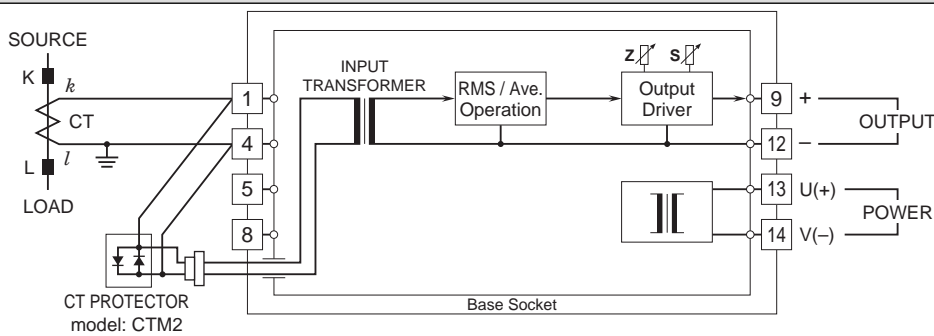 SOURCE
K
k
CT
L
l
LOAD
CT PROTECTOR
model: CTM2
1
4
5
8
INPUT
TRANSFORMER
RMS / Ave.
Operation
Z
S
Output
Driver
Base Socket
9 +
12 –
OUTPUT
13 U(+)
14 V(–)
POWER